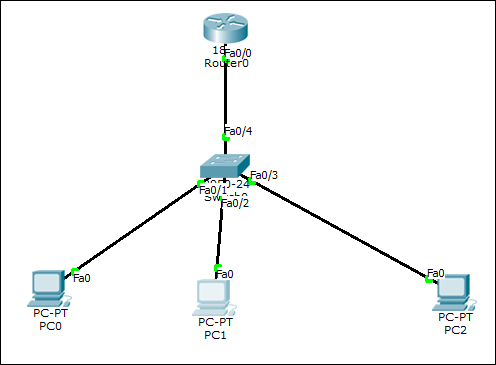 Fa0/0
Router0
Fa0/4
Fa0/3
Fa0/1
Fa0/2
Fa0
Fa0
Fa0
PC-PT
PC0
PC-PT
PC1
PC-PT
PC2